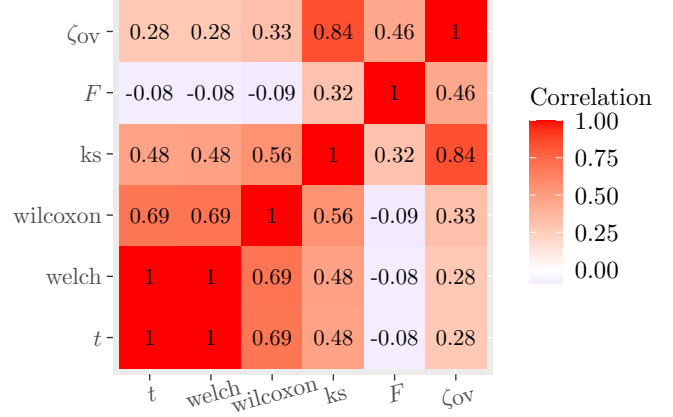 ζov 0.28 0.28 0.33 0.84 0.46 1
F -0.08 -0.08 -0.09 0.32 1 0.46
ks 0.48 0.48 0.56 1 0.32 0.84
wilcoxon 0.69 0.69 1 0.56 -0.09 0.33
welch 1 1 0.69 0.48 -0.08 0.28
t 1 1 0.69 0.48 -0.08 0.28
t welch wilcoxon ks F ζov
Correlation
1.00
0.75
0.50
0.25
0.00